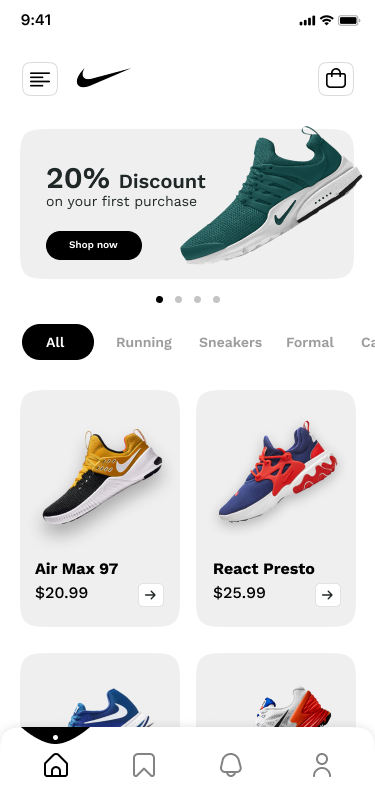 9:41
20% Discount
on your first purchase
Shop now
All Running Sneakers Formal Ca
Air Max 97
$20.99
React Presto
$25.99